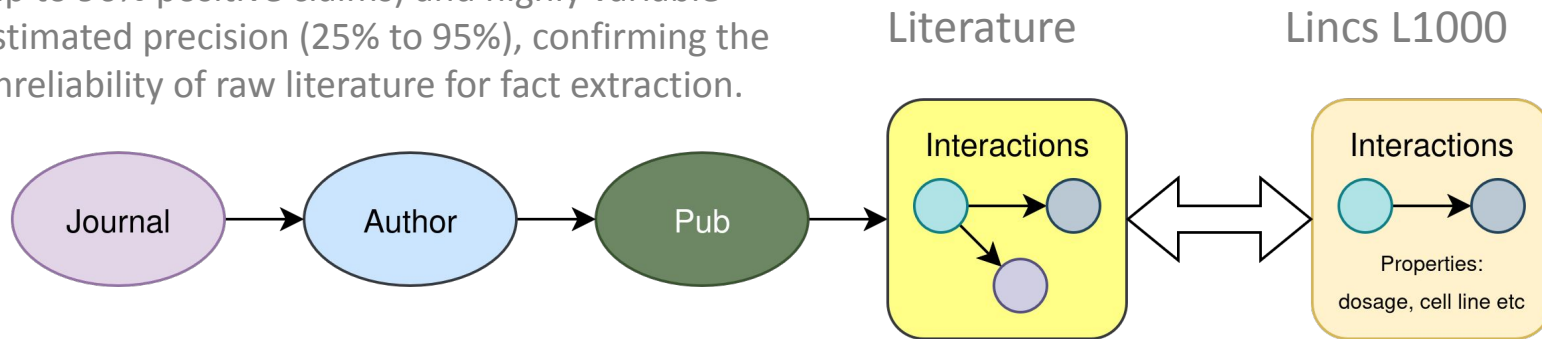 estimated precision (25% to 95%), confirming the
unreliability of raw literature for fact extraction.
Literature
Lincs L1000
Journal
Author
Pub
Interactions
Interactions
Properties:
dosage, cell line etc